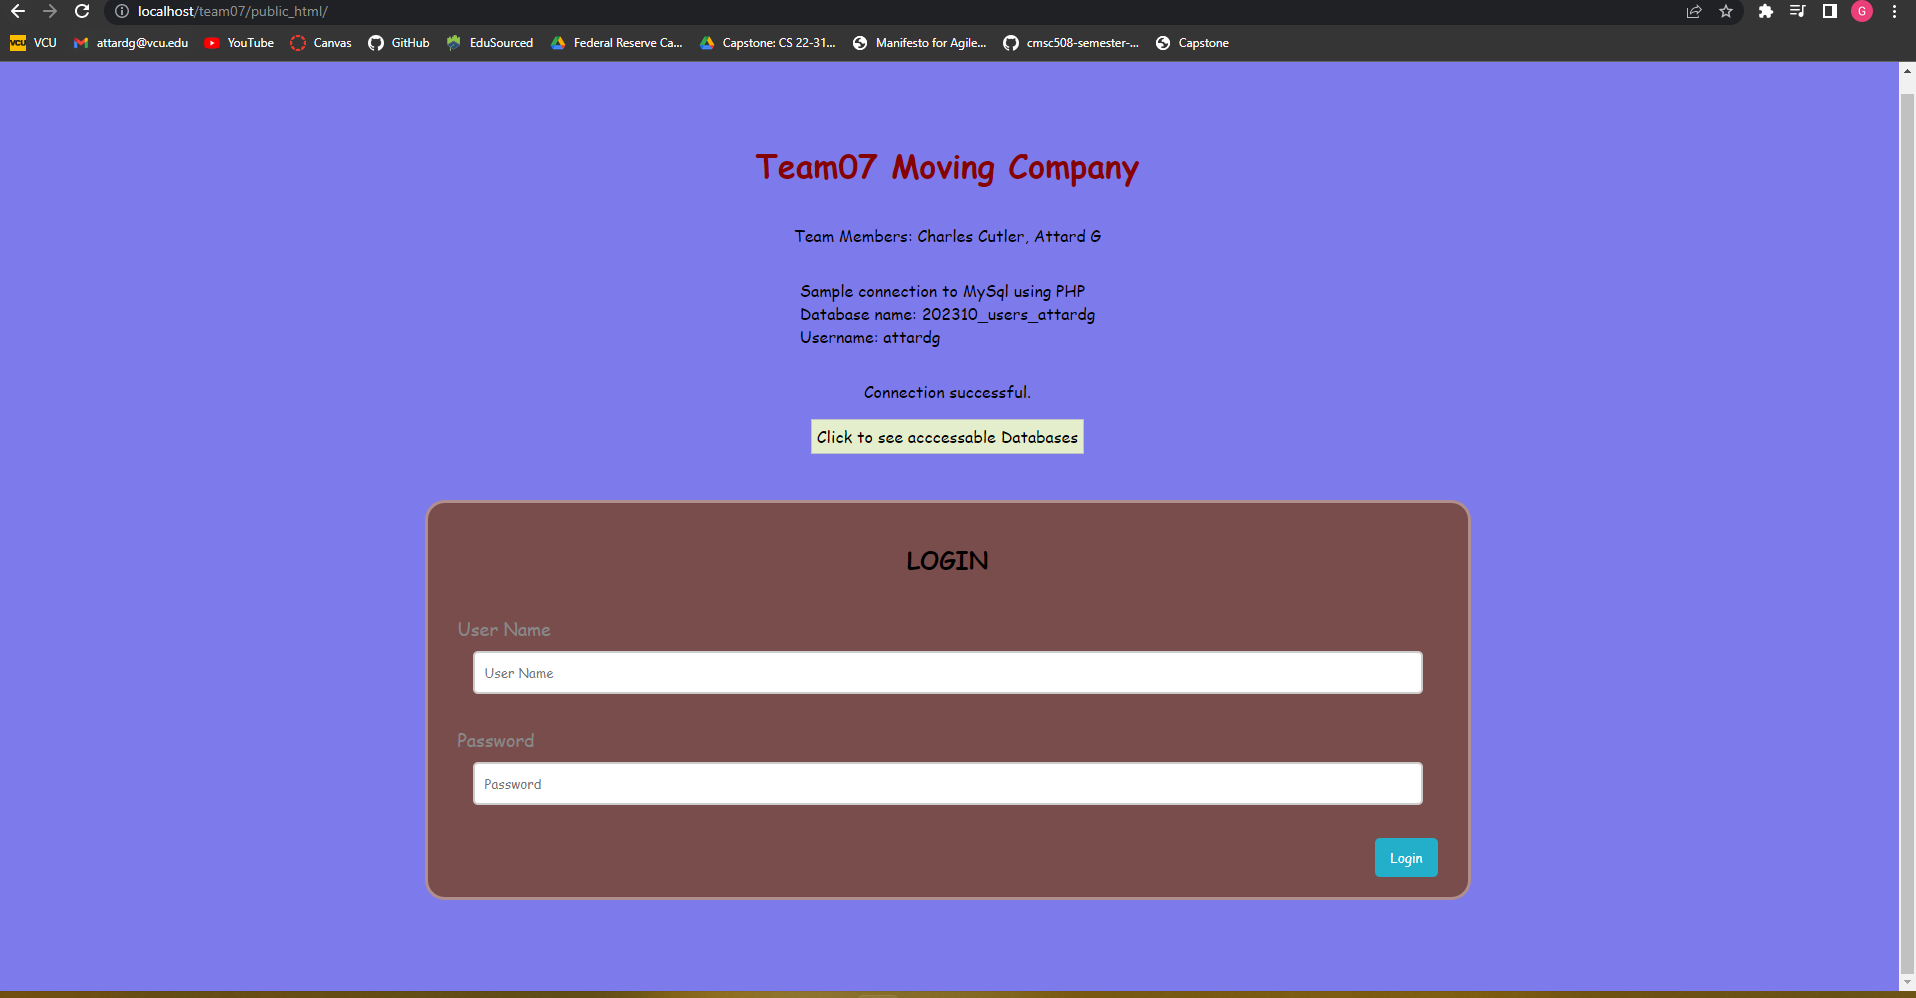 localhost/team07/public_html/
G
VCU VCU attardg@vcu.edu YouTube Canvas GitHub EduSourced Federal Reserve Ca... Capstone: CS 22-31... Manifesto for Agile... cmsc508-semester-... Capstone
Team07 Moving Company
Team Members: Charles Cutler, Attard G
Sample connection to MySql using PHP
Database name: 202310_users_attardg
Username: attardg
Connection successful.
Click to see acccessable Databases
LOGIN
User Name
User Name
Password
Password
Login